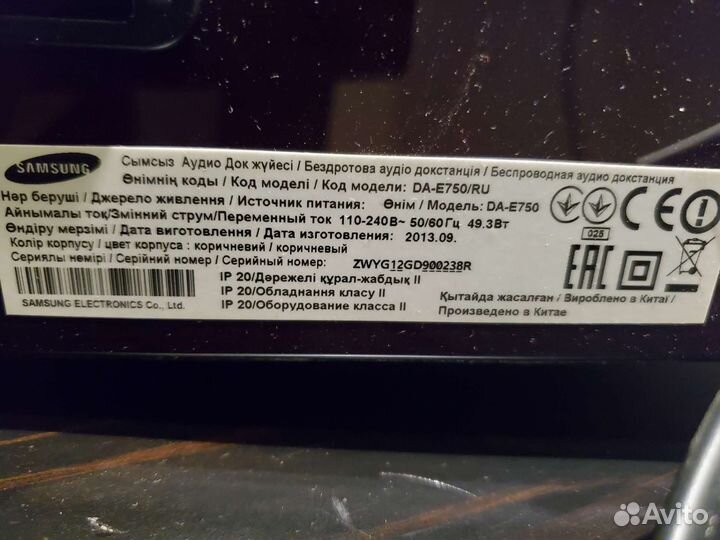 SAMSUNG
Сымсыз Аудио Док жүйесі / Бездротова аудіо докстанція / Беспроводная аудио докстанция
Өнімнің коды / Код моделі / Код модели: DA-E750/RU
Нәр беруші / Джерело живлення / Источник питания: Өнім / Модель: DA-E750
Айнымалы ток/Змінний струм/Переменный ток 110-240В~ 50/60Гц 49.3Вт
Өндіру мерзімі / Дата виготовлення / Дата изготовления: 2013.09.
Колір корпусу / цвет корпуса : коричневий / коричневый
Сериялы нөмірі / Серійний номер / Серийный номер: ZWYG12GD900238R
IP 20/Дәрежелі құрал-жабдық II
IP 20/Обладнання класу II
IP 20/Оборудование класса II
SAMSUNG ELECTRONICS Co., Ltd.
CE
025
EAC
Қытайда жасалған / Вироблено в Китаї /
Произведено в Китае
Avito